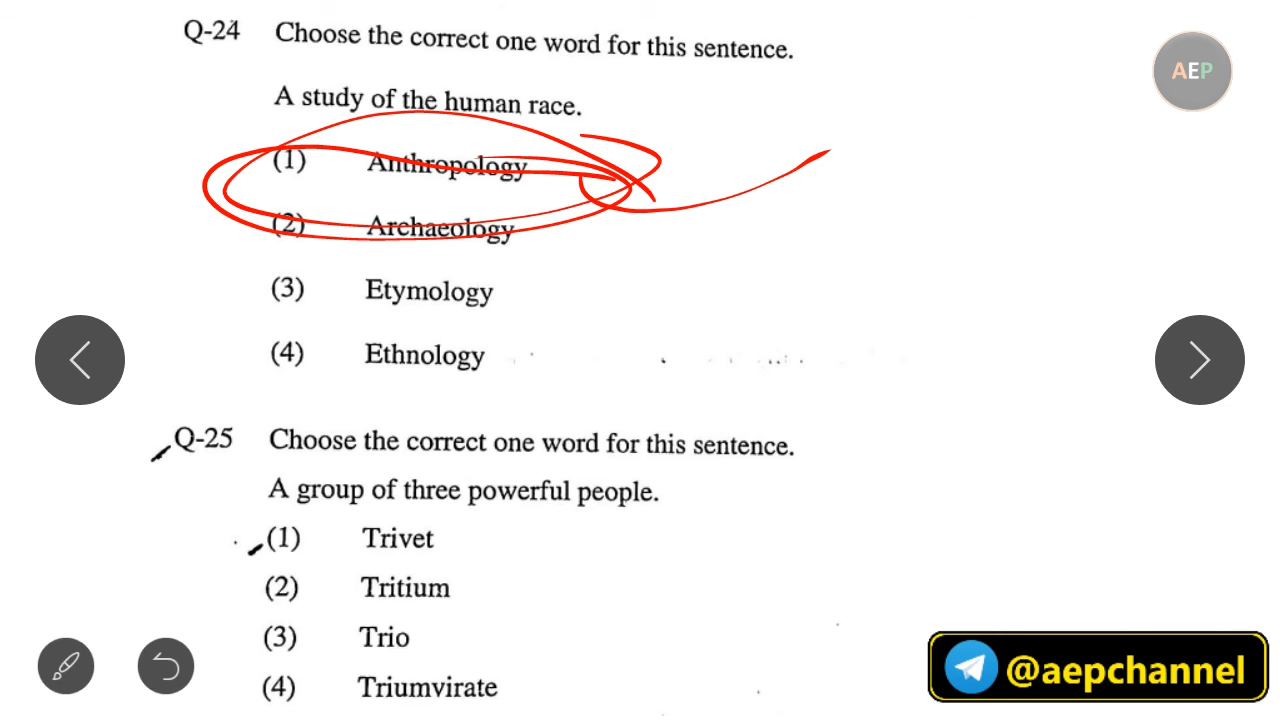 Q-24 Choose the correct one word for this sentence.
AEP
A study of the human race.
(1) Anthropology
(2) Archaeology
(3) Etymology
(4) Ethnology
Q-25 Choose the correct one word for this sentence.
A group of three powerful people.
(1) Trivet
(2) Tritium
(3) Trio
(4) Triumvirate
@aepchannel